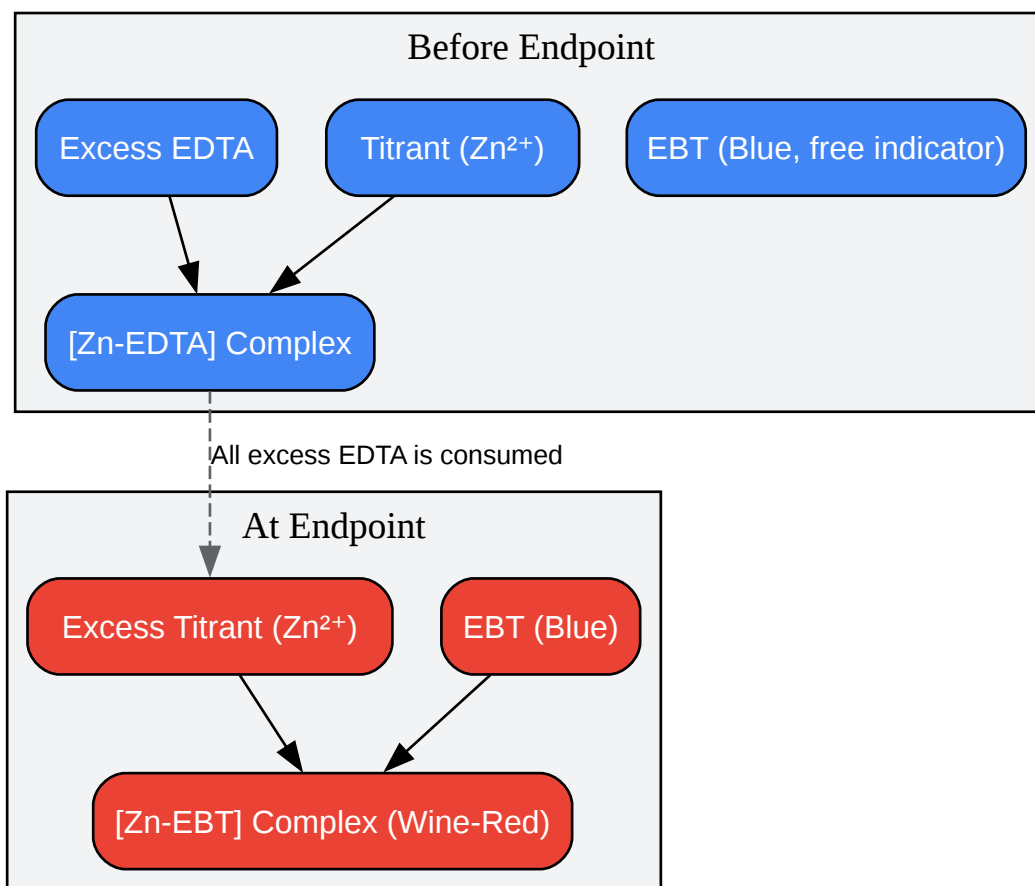 Before Endpoint
Excess EDTA
Titrant (Zn²⁺)
EBT (Blue, free indicator)
[Zn-EDTA] Complex
All excess EDTA is consumed
At Endpoint
Excess Titrant (Zn²⁺)
EBT (Blue)
[Zn-EBT] Complex (Wine-Red)